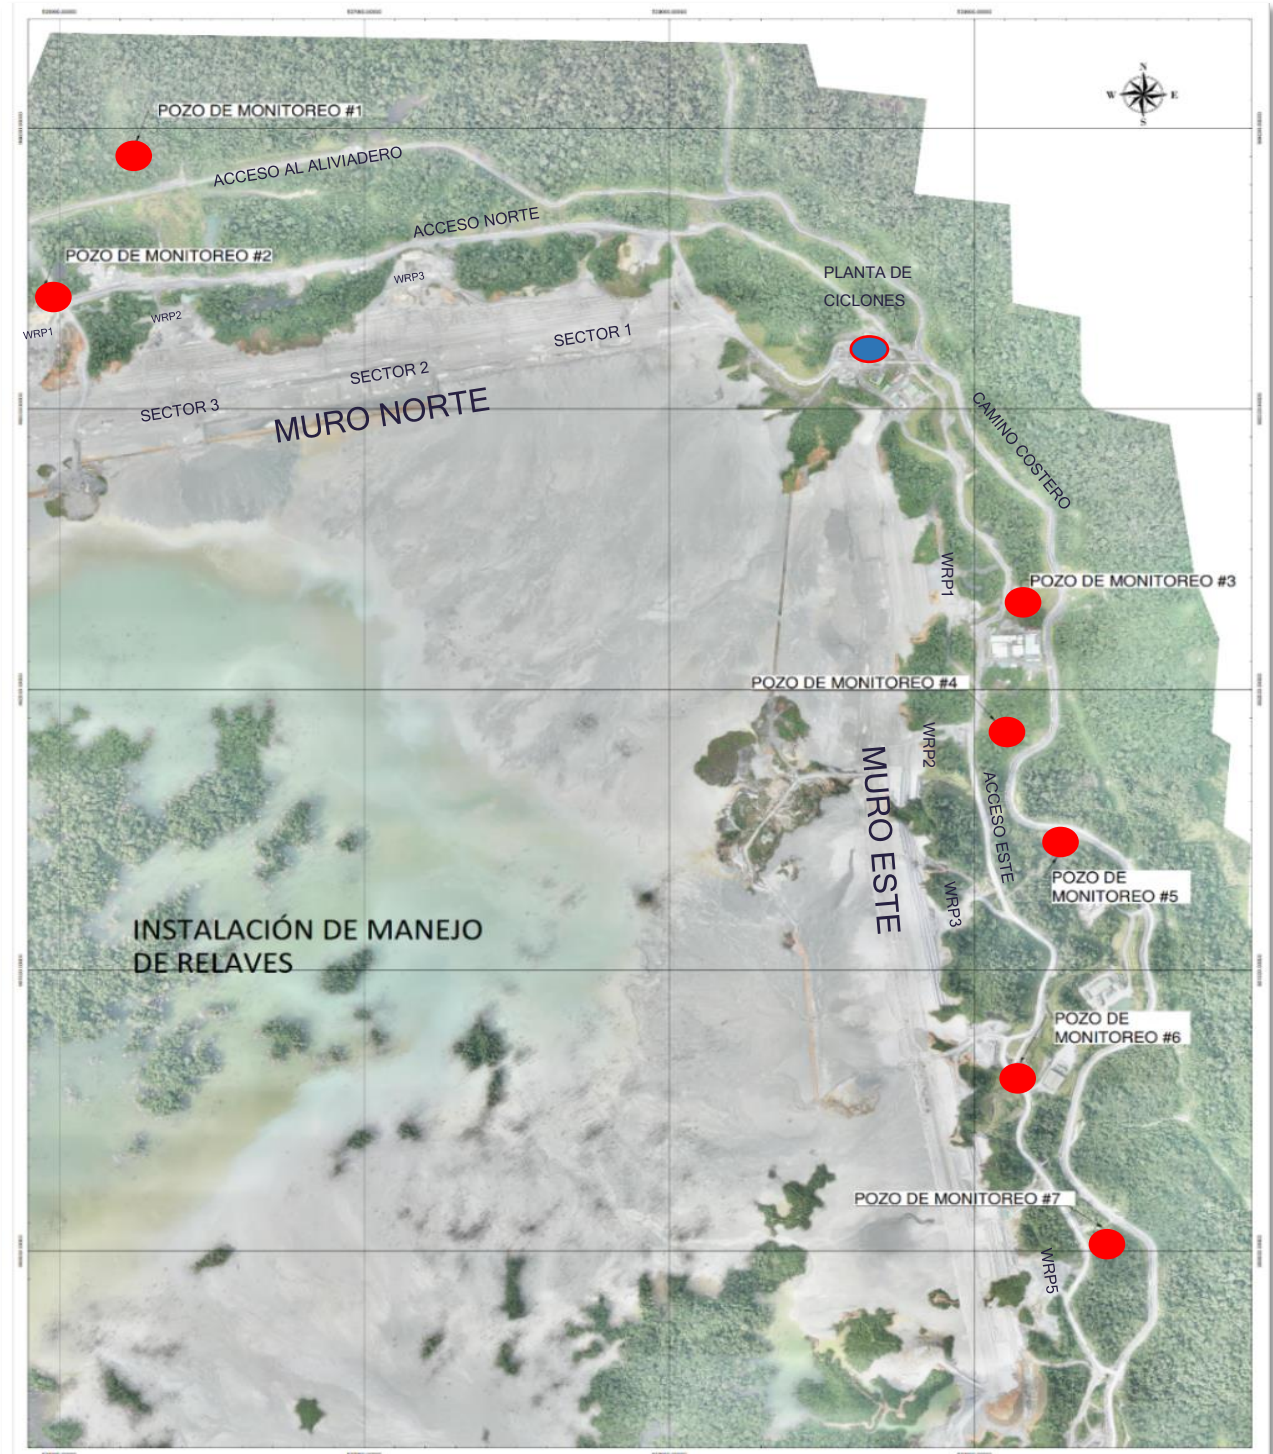 N
W E
S
POZO DE MONITOREO #1
ACCESO AL ALIVIADERO
ACCESO NORTE
POZO DE MONITOREO #2
WRP3
PLANTA DE
CICLONES
WRP2
WRP1
SECTOR 1
SECTOR 2
SECTOR 3
MURO NORTE
CAMINO COSTERO
WRP1
POZO DE MONITOREO #3
POZO DE MONITOREO #4
WRP2
MURO ESTE
ACCESO ESTE
POZO DE
MONITOREO #5
WRP3
INSTALACIÓN DE MANEJO
DE RELAVES
POZO DE
MONITOREO #6
POZO DE MONITOREO #7
WRP5